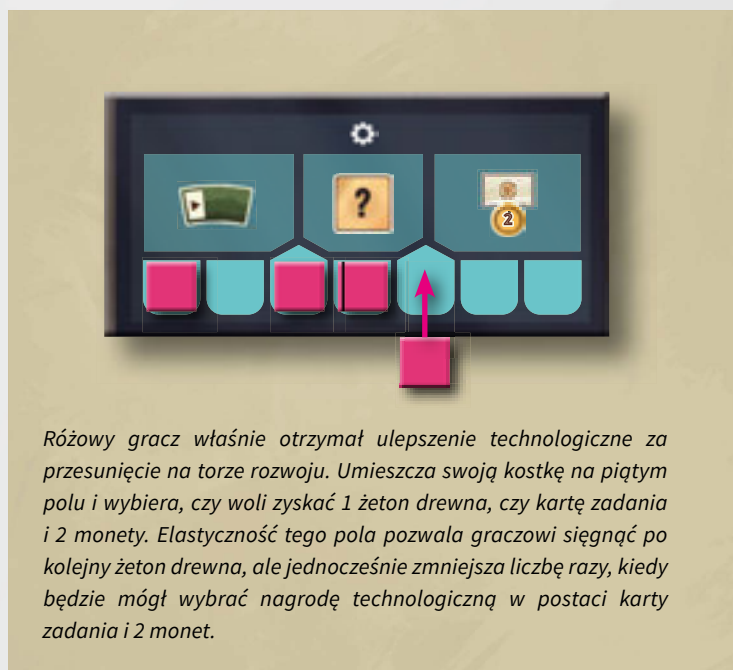 ?
2
Różowy gracz właśnie otrzymał ulepszenie technologiczne za
przesunięcie na torze rozwoju. Umieszcza swoją kostkę na piątym
polu i wybiera, czy woli zyskać 1 żeton drewna, czy kartę zadania
i 2 monety. Elastyczność tego pola pozwala graczowi sięgnąć po
kolejny żeton drewna, ale jednocześnie zmniejsza liczbę razy, kiedy
będzie mógł wybrać nagrodę technologiczną w postaci karty
zadania i 2 monet.